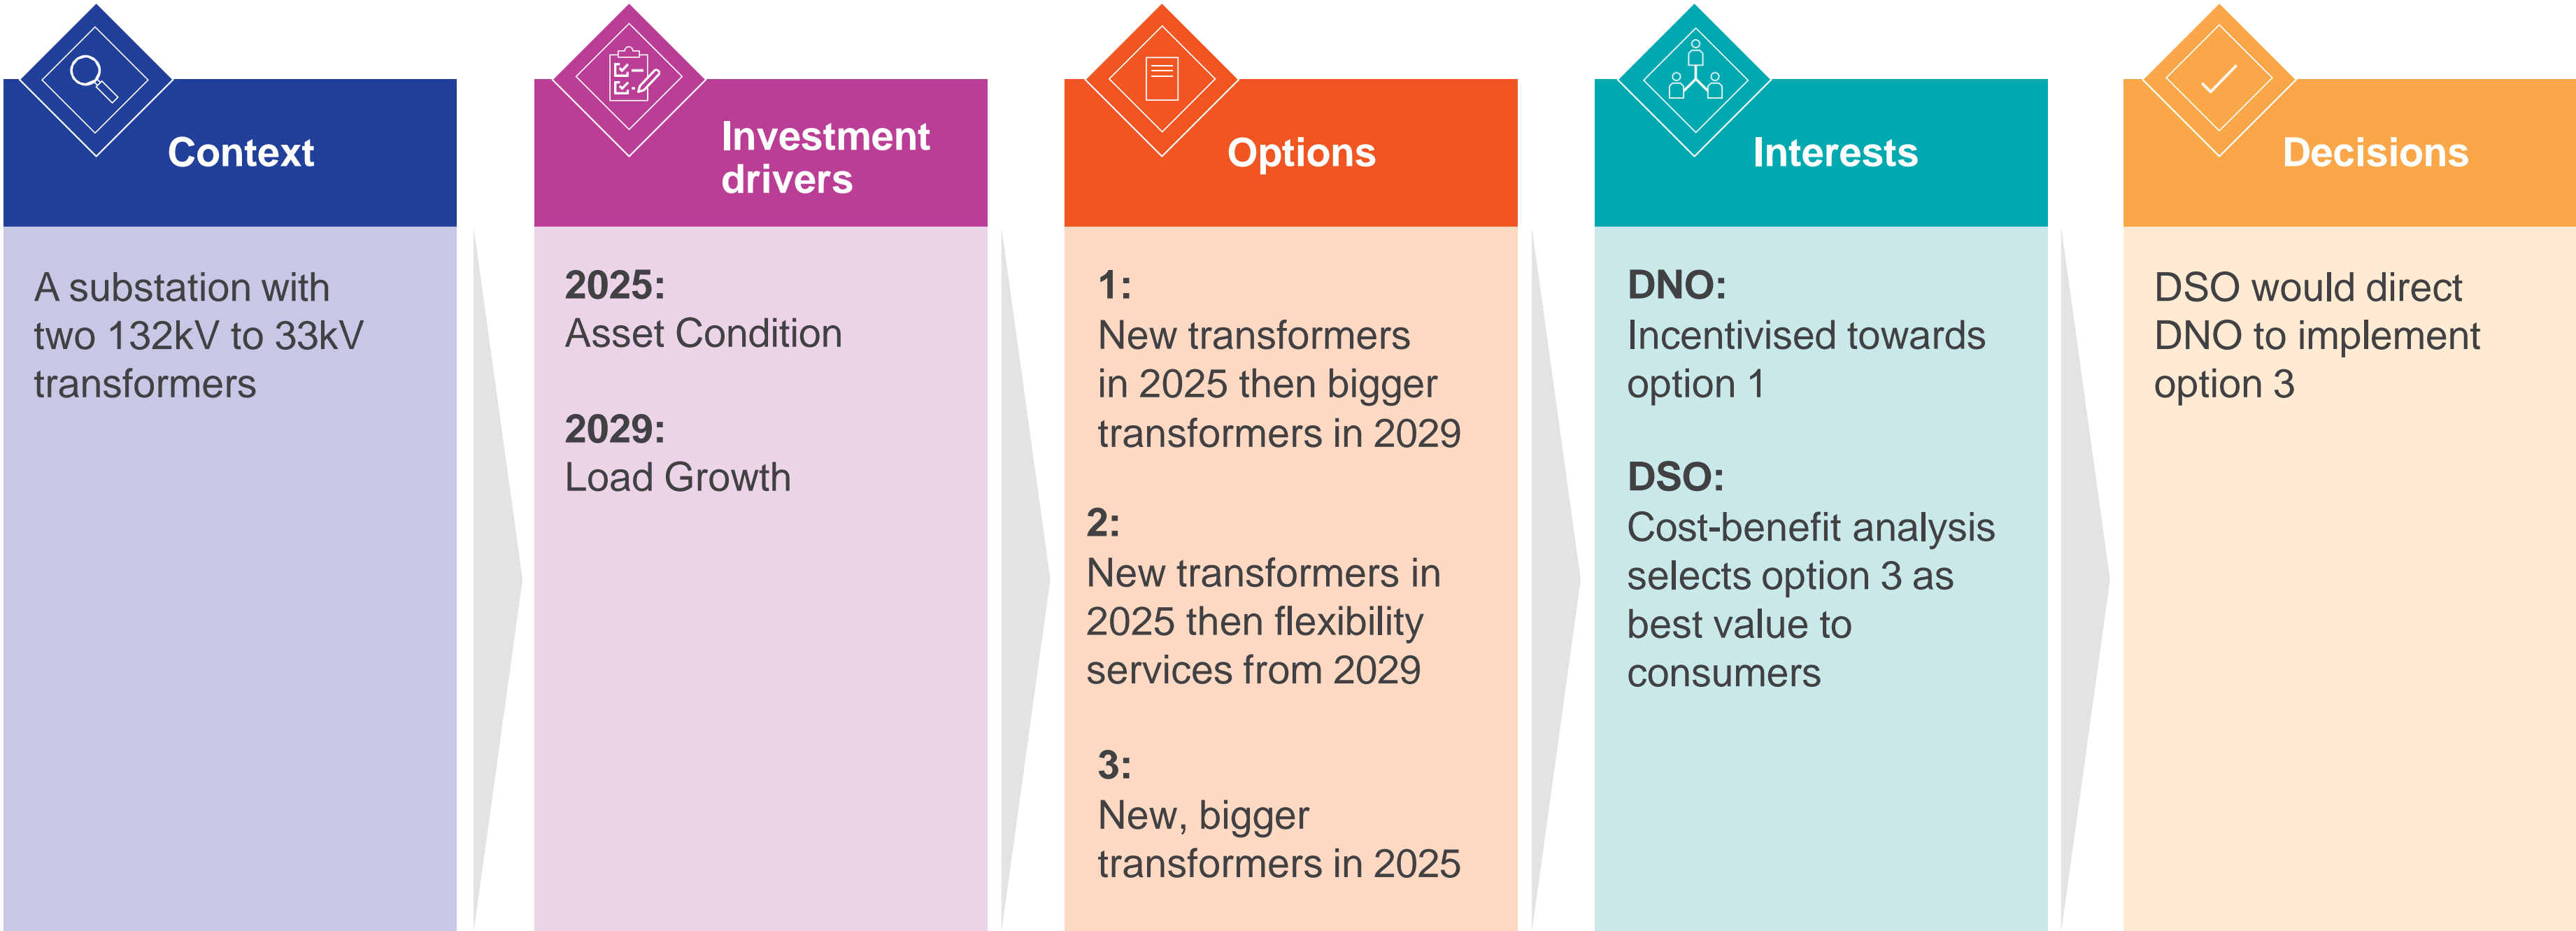 Context
A substation with
two 132kV to 33kV
transformers
Investment
drivers
2025:
Asset Condition
2029:
Load Growth
Options
1:
New transformers
in 2025 then bigger
transformers in 2029
2:
New transformers in
2025 then flexibility
services from 2029
3:
New, bigger
transformers in 2025
Interests
DNO:
Incentivised towards
option 1
DSO:
Cost-benefit analysis
selects option 3 as
best value to
consumers
Decisions
DSO would direct
DNO to implement
option 3